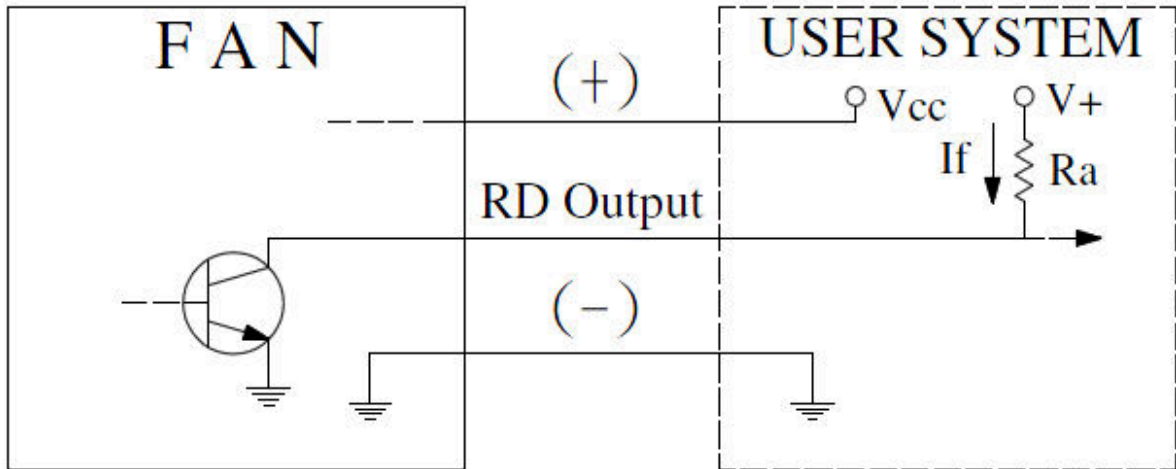 F A N
USER SYSTEM
(+)
Vcc
V+
If
Ra
RD Output
(-)